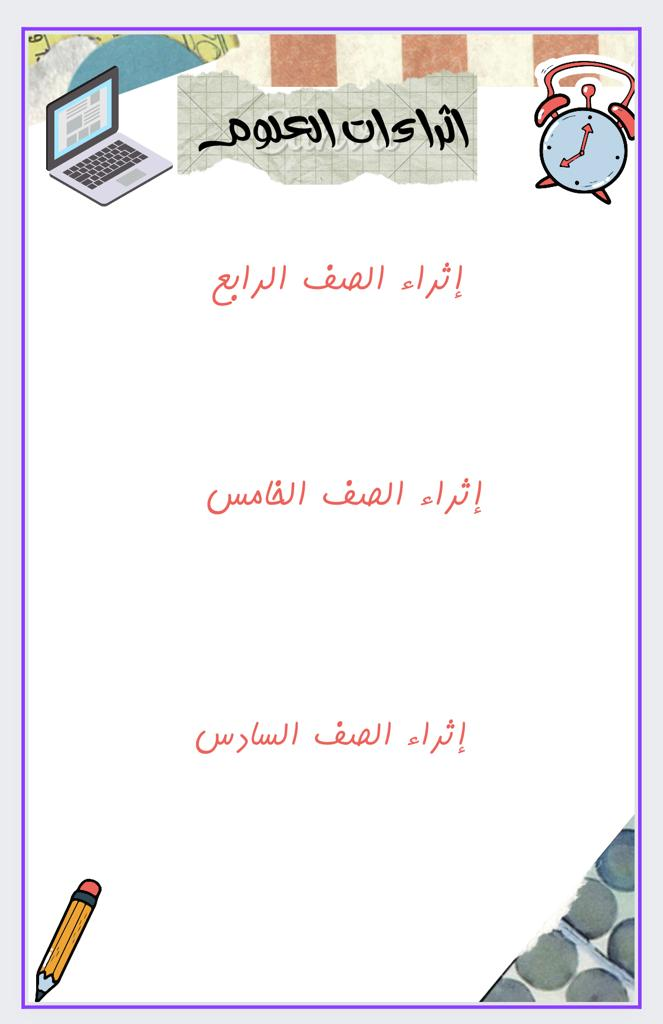 اثراءات العلوم
إثراء الصف الرابع
إثراء الصف الخامس
إثراء الصف السادس